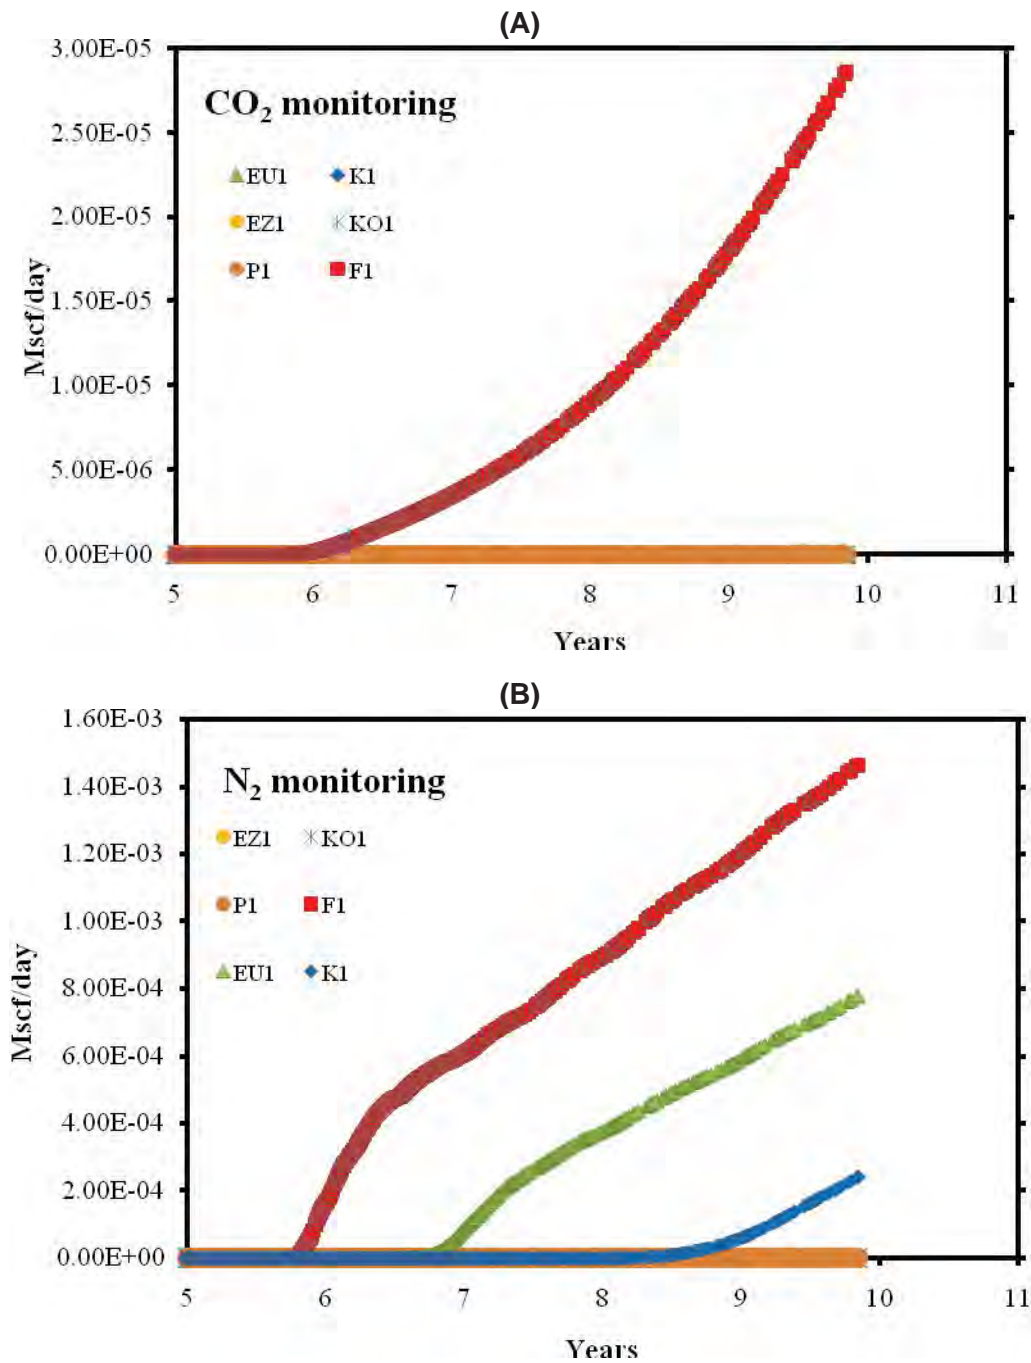 (A)
3.00E-05
CO₂ monitoring
2.50E-05
EU1 K1
2.00E-05
EZ1 KO1
P1 F1
1.50E-05
Mscf/day
1.00E-05
5.00E-06
0.00E+00
5 6 7 8 9 10 11
Years
(B)
1.60E-03
N₂ monitoring
1.40E-03
EZ1 KO1
1.20E-03
P1 F1
1.00E-03
EU1 K1
8.00E-04
Mscf/day
6.00E-04
4.00E-04
2.00E-04
0.00E+00
5 6 7 8 9 10 11
Years